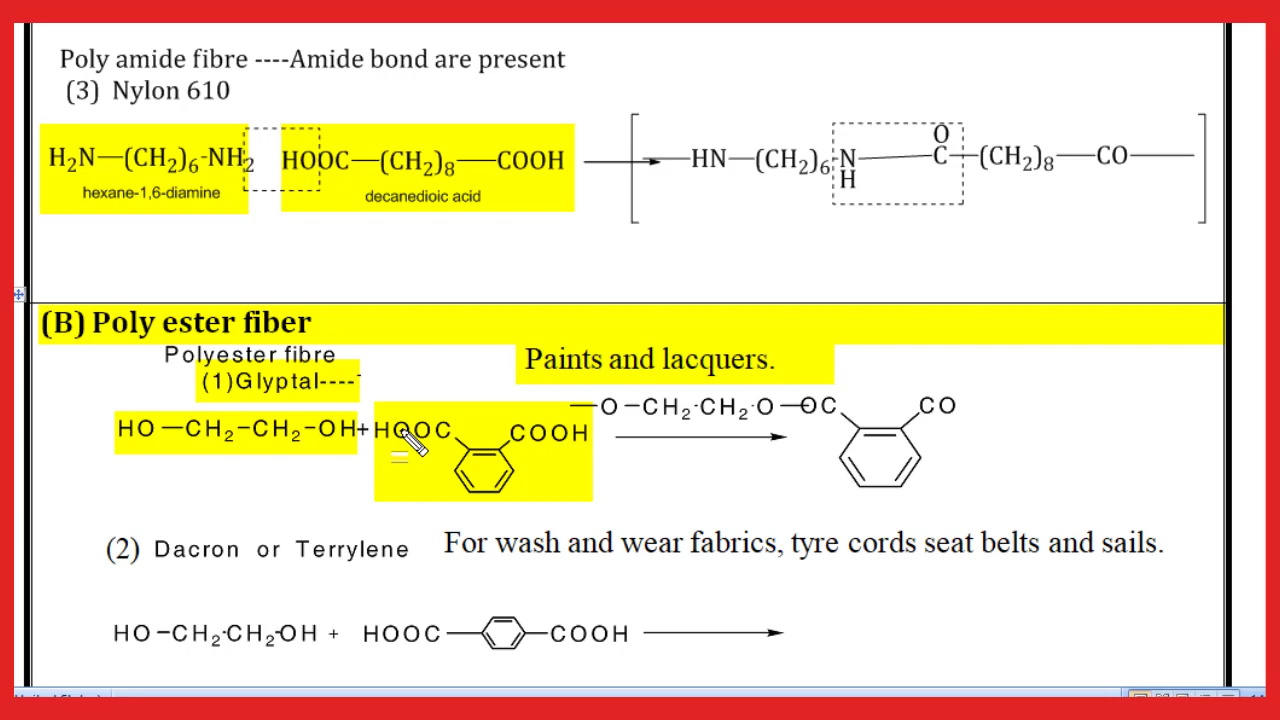 Poly amide fibre ----Amide bond are present
(3) Nylon 610
H2N—(CH2)6-NH2 HOOC—(CH2)8—COOH
hexane-1,6-diamine decanedioic acid
—HN—(CH2)6-N—C—(CH2)8—CO—
O
H
(B) Poly ester fiber
Polyester fibre
(1)Glyptal----
Paints and lacquers.
HO—CH2–CH2–OH+HOOC COOH
—O–CH2-CH2-O—OC CO
(2) Dacron or Terrylene For wash and wear fabrics, tyre cords seat belts and sails.
HO–CH2-CH2-OH + HOOC—COOH